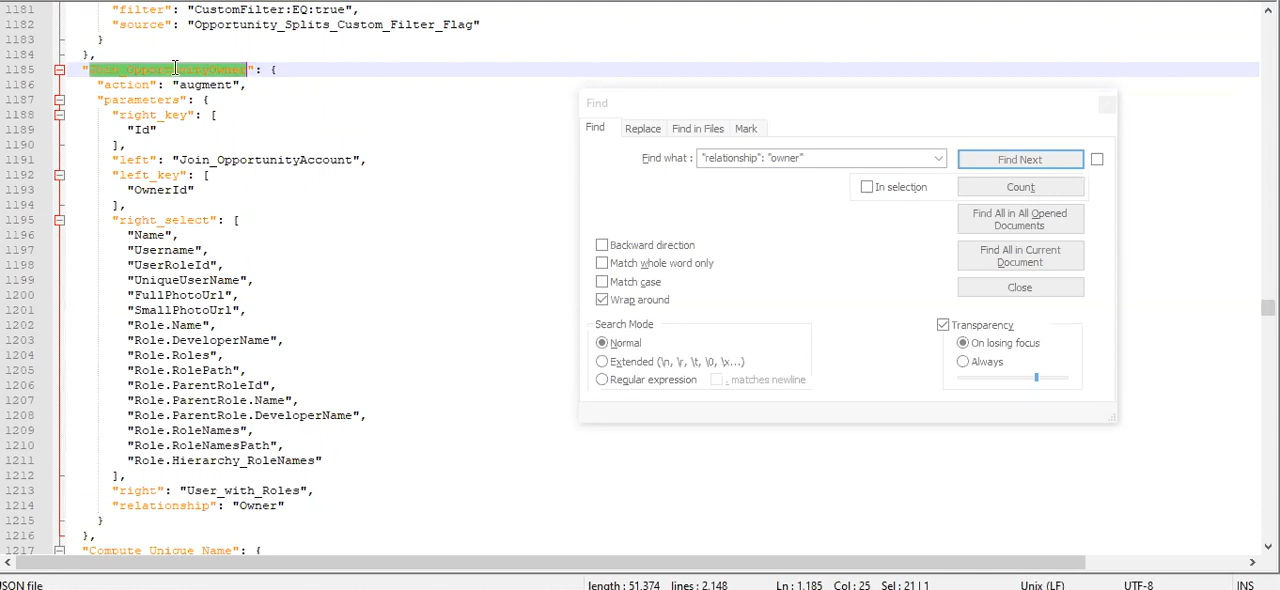 1181 "filter": "CustomFilter:EQ:true",
1182 "source": "Opportunity_Splits_Custom_Filter_Flag"
1183 }
1184 },
1185 "Join_OpportunityOwner": {
1186 "action": "augment",
1187 "parameters": {
1188 "right_key": [
1189 "Id"
1190 ],
1191 "left": "Join_OpportunityAccount",
1192 "left_key": [
1193 "OwnerId"
1194 ],
1195 "right_select": [
1196 "Name",
1197 "Username",
1198 "UserRoleId",
1199 "UniqueUserName",
1200 "FullPhotoUrl",
1201 "SmallPhotoUrl",
1202 "Role.Name",
1203 "Role.DeveloperName",
1204 "Role.Roles",
1205 "Role.RolePath",
1206 "Role.ParentRoleId",
1207 "Role.ParentRole.Name",
1208 "Role.ParentRole.DeveloperName",
1209 "Role.RoleNames",
1210 "Role.RoleNamesPath",
1211 "Role.Hierarchy_RoleNames"
1212 ],
1213 "right": "User_with_Roles",
1214 "relationship": "Owner"
1215 }
1216 },
1217 "Compute_Unique_Name": {
Find
Find Replace Find in Files Mark
Find what : "relationship": "owner" Find Next
In selection Count
Find All in All Opened
Documents
Backward direction Find All in Current
Document
Match whole word only
Match case Close
Wrap around
Search Mode Transparency
Normal On losing focus
Extended (\n, \r, \t, \0, \x...) Always
Regular expression . matches newline
JSON file length : 51,374 lines : 2,148 Ln : 1,185 Col : 25 Sel : 21 | 1 Unix (LF) UTF-8 INS